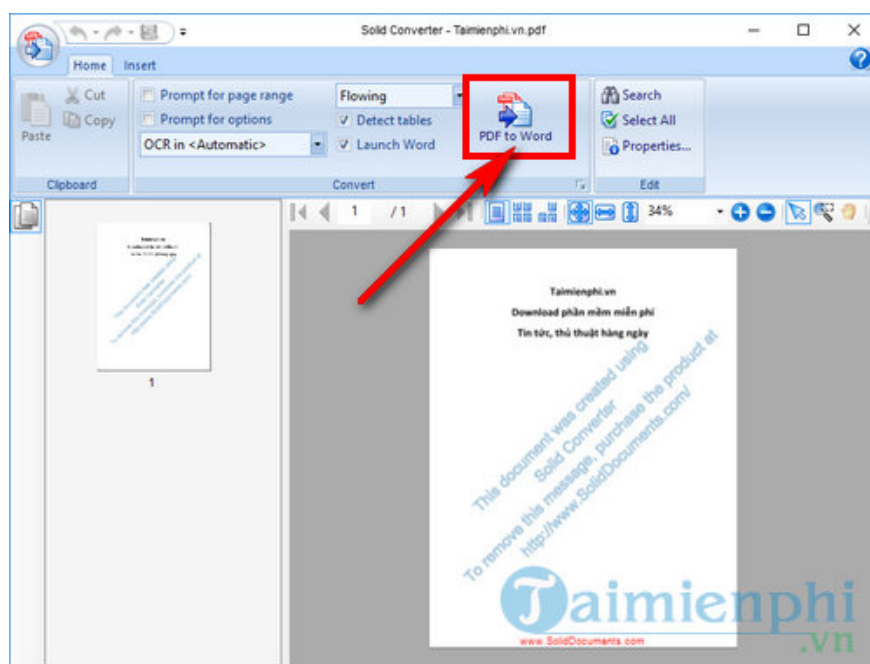 Solid Converter - Taimienphi.vn.pdf
Home Insert
Cut
Copy
Paste
Clipboard
Prompt for page range
Prompt for options
OCR in <Automatic>
Flowing
Detect tables
Launch Word
Convert
PDF to Word
Search
Select All
Properties...
Edit
1 / 1
34%
1
Taimienphi.vn
Download phần mềm miễn phí
Tin tức, thủ thuật hàng ngày
This document was created using
Solid Converter
To remove this message, purchase the product at
http://www.SolidDocuments.com/
www.SolidDocuments.com
Taimienphi
.vn